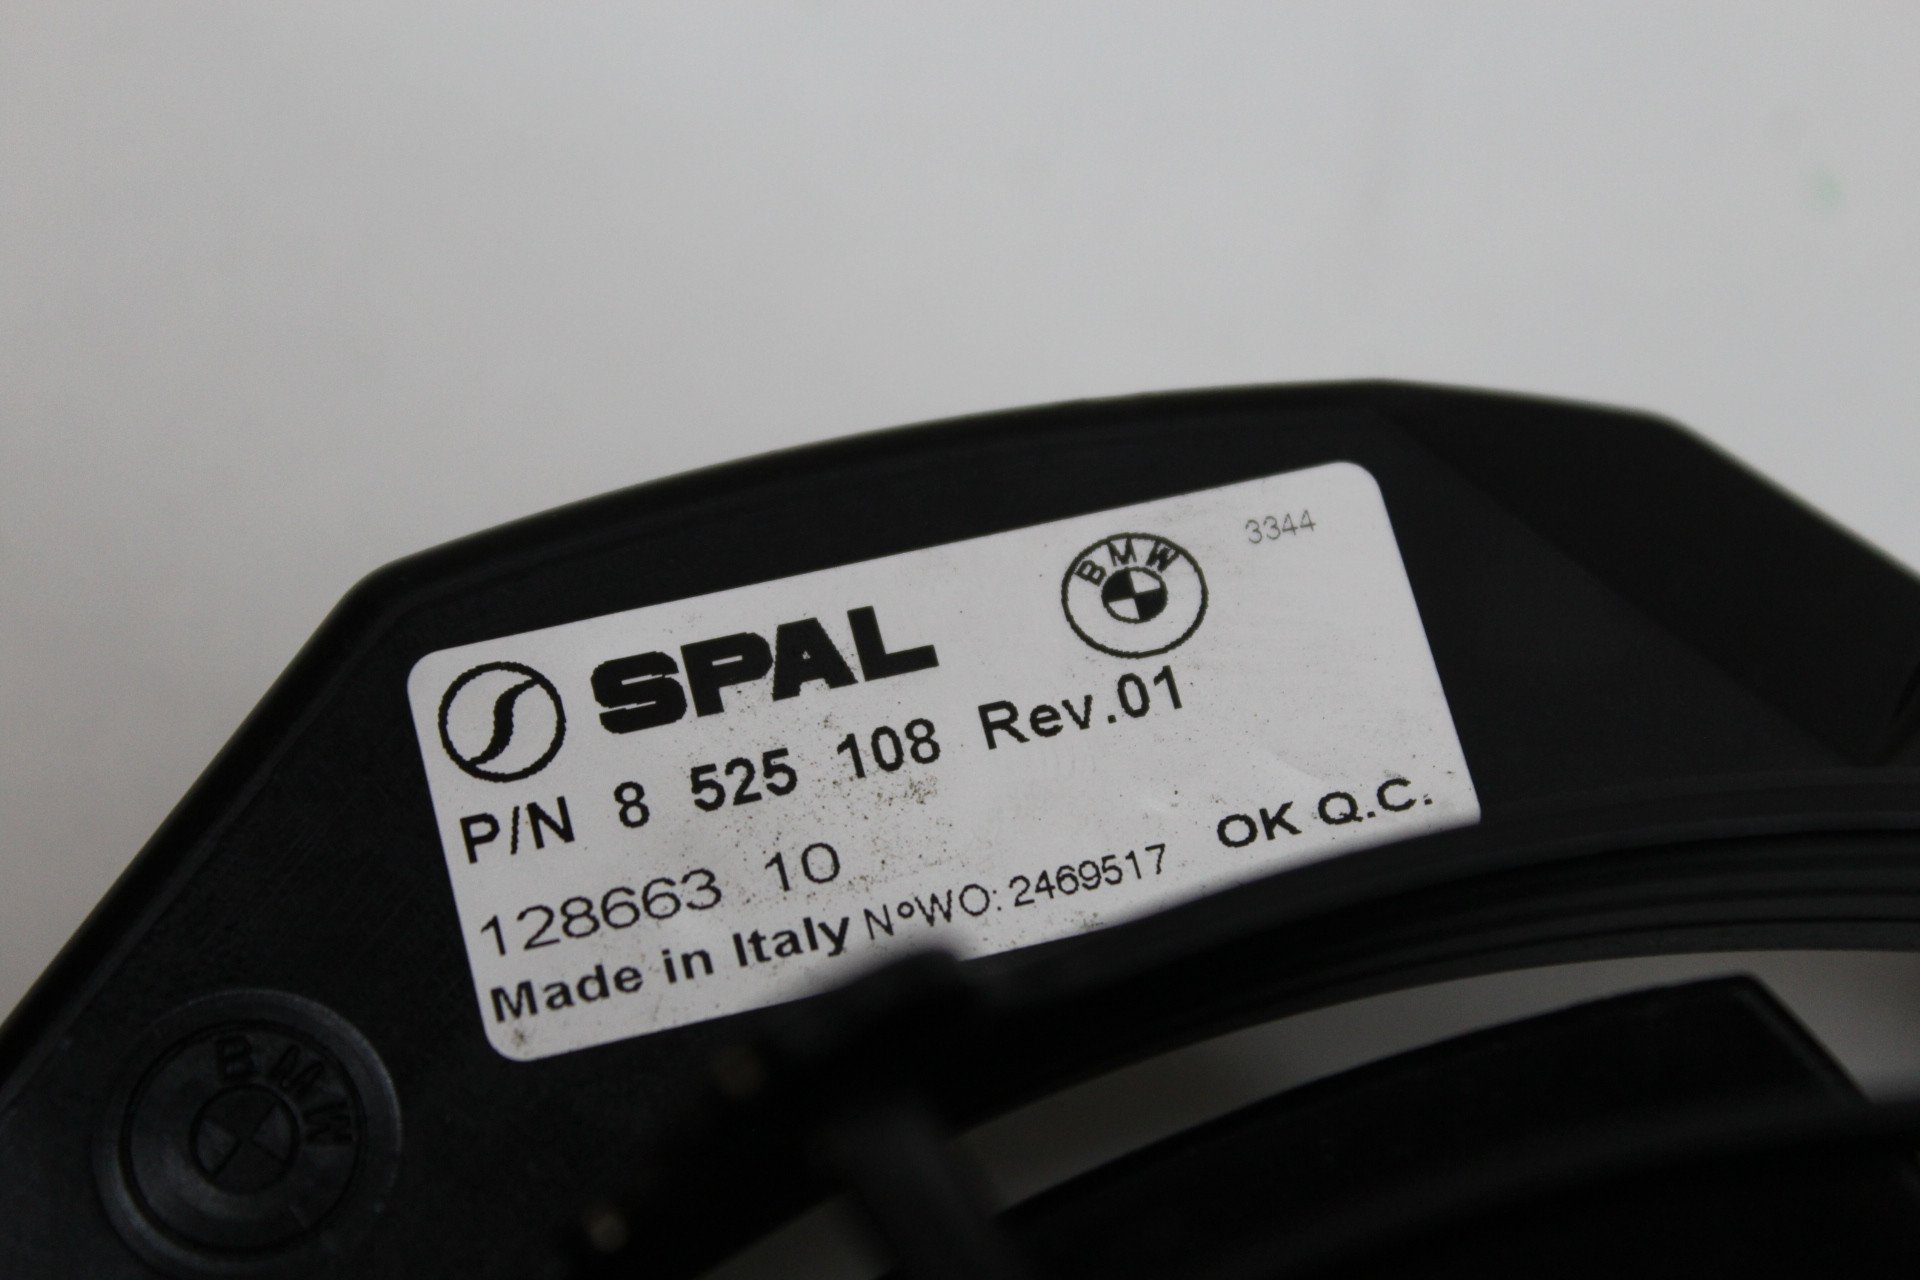 3344
BMW
SPAL
P/N 8 525 108 Rev.01
128663 10
OK Q.C.
Made in Italy N°WO: 2469517
BMW